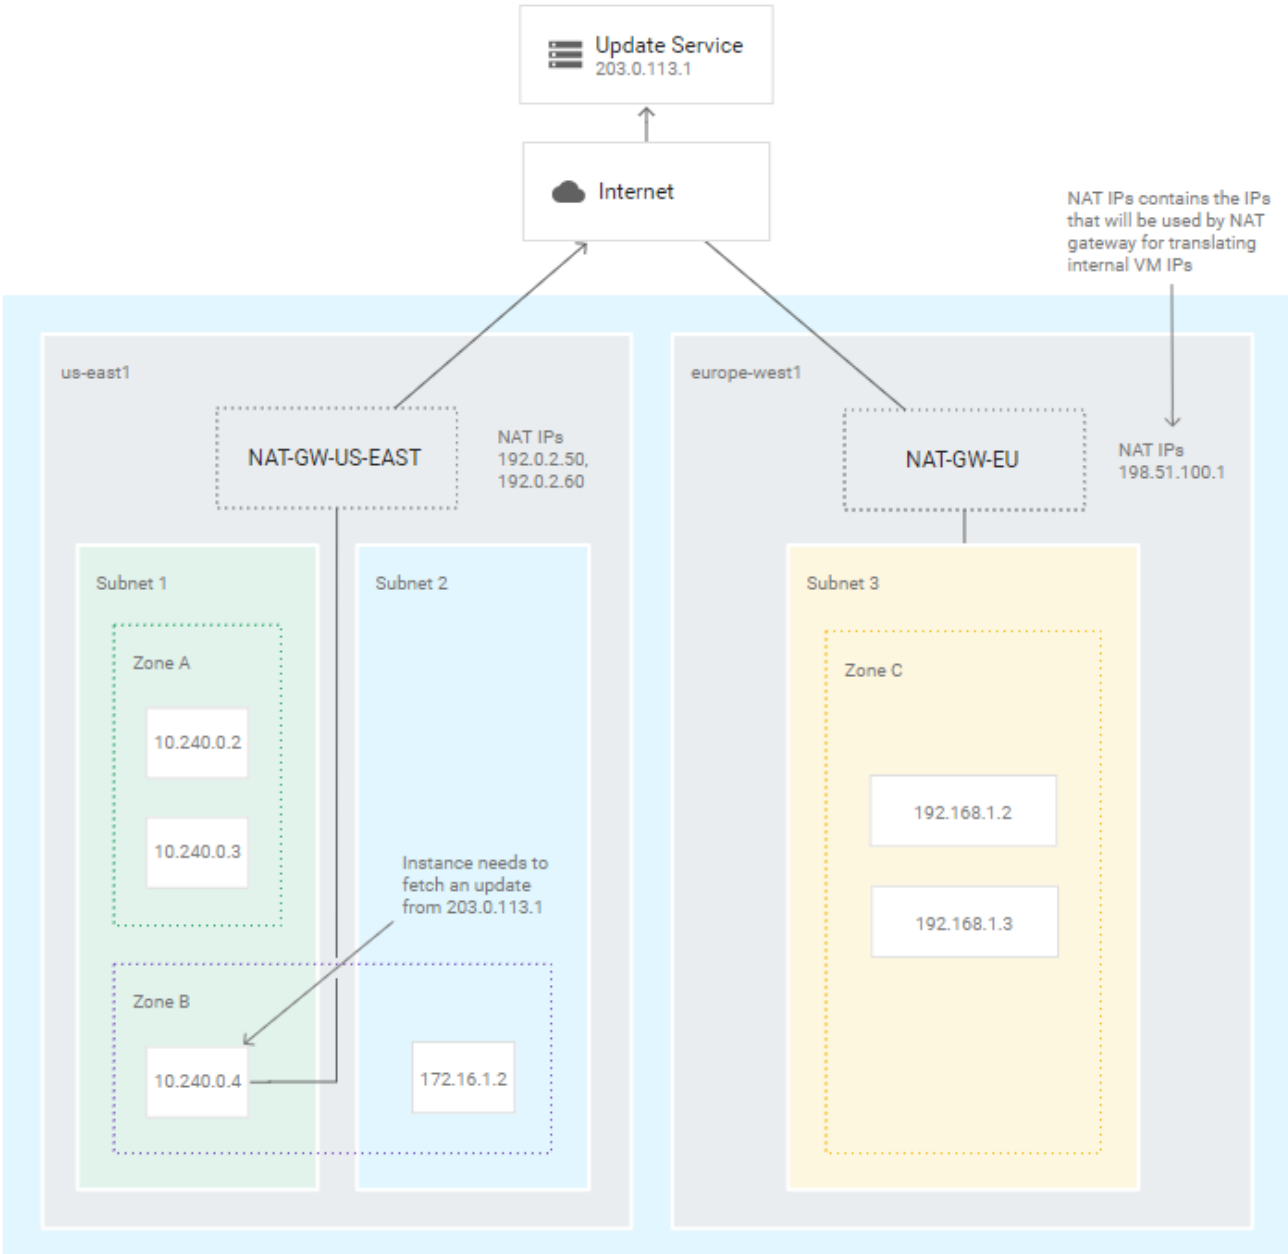 Update Service
203.0.113.1
Internet
NAT IPs contains the IPs
that will be used by NAT
gateway for translating
internal VM IPs
us-east1
NAT-GW-US-EAST
NAT IPs
192.0.2.50,
192.0.2.60
Subnet 1
Zone A
10.240.0.2
10.240.0.3
Subnet 2
Instance needs to
fetch an update
from 203.0.113.1
Zone B
10.240.0.4
172.16.1.2
europe-west1
NAT-GW-EU
NAT IPs
198.51.100.1
Subnet 3
Zone C
192.168.1.2
192.168.1.3